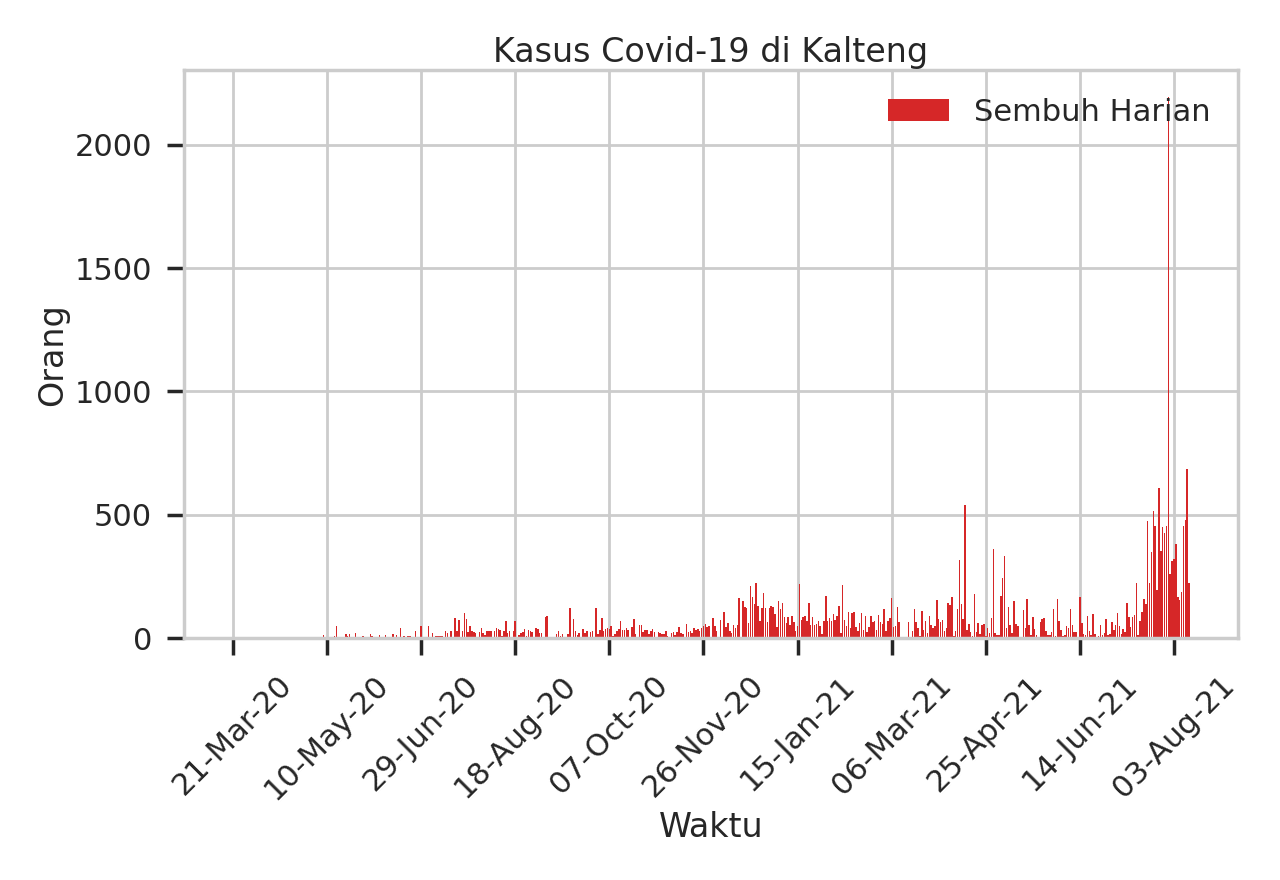 Kasus Covid-19 di Kalteng
Sembuh Harian
2000
1500
1000
500
0
Orang
21-Mar-20
10-May-20
29-Jun-20
18-Aug-20
07-Oct-20
26-Nov-20
15-Jan-21
06-Mar-21
25-Apr-21
14-Jun-21
03-Aug-21
Waktu